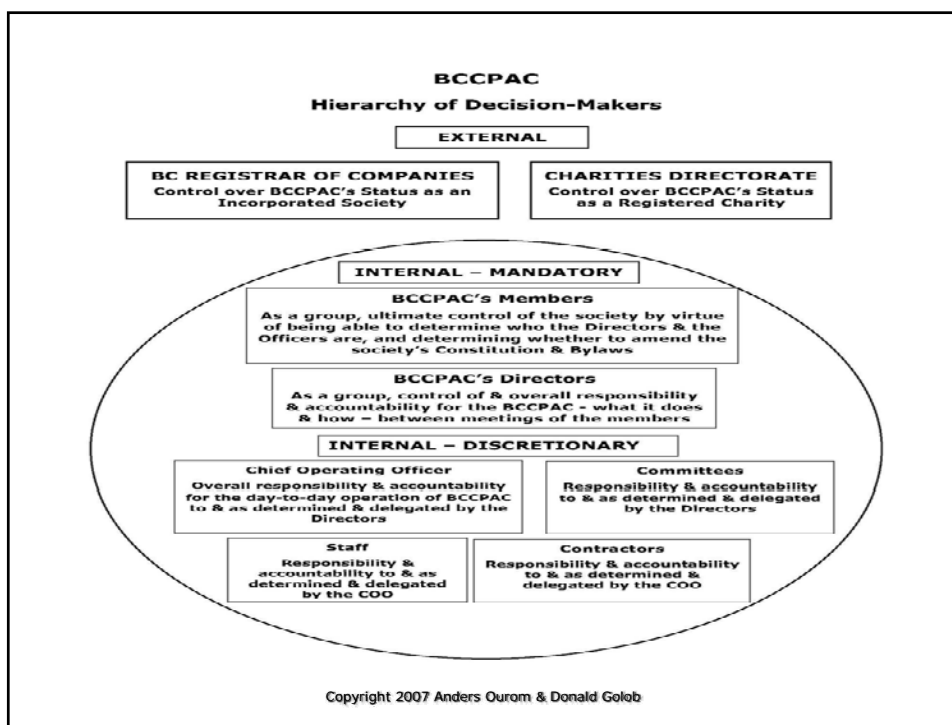 BCCPAC
Hierarchy of Decision-Makers
EXTERNAL
BC REGISTRAR OF COMPANIES
Control over BCCPAC's Status as an
Incorporated Society
CHARITIES DIRECTORATE
Control over BCCPAC's Status
as a Registered Charity
INTERNAL – MANDATORY
BCCPAC's Members
As a group, ultimate control of the society by virtue
of being able to determine who the Directors & the
Officers are, and determining whether to amend the
society's Constitution & Bylaws
BCCPAC's Directors
As a group, control of & overall responsibility
& accountability for the BCCPAC - what it does
& how – between meetings of the members
INTERNAL – DISCRETIONARY
Chief Operating Officer
Overall responsibility & accountability
for the day-to-day operation of BCCPAC
to & as determined & delegated by the
Directors
Committees
Responsibility & accountability
to & as determined & delegated
by the Directors
Staff
Responsibility &
accountability to & as
determined & delegated
by the COO
Contractors
Responsibility & accountability
to & as determined &
delegated by the COO
Copyright 2007 Anders Ourom & Donald Golob